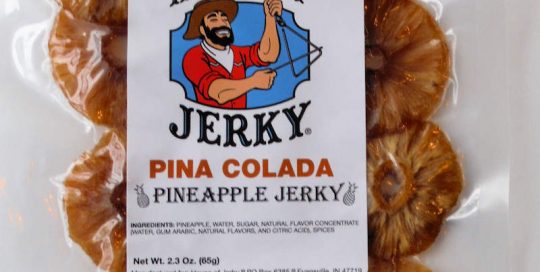 JERKY®
PINA COLADA
PINEAPPLE JERKY
INGREDIENTS: PINEAPPLE, WATER, SUGAR, NATURAL FLAVOR CONCENTRATE
(WATER, GUM ARABIC, NATURAL FLAVORS, AND CITRIC ACID), SPICES
Net Wt. 2.3 Oz. (65g)